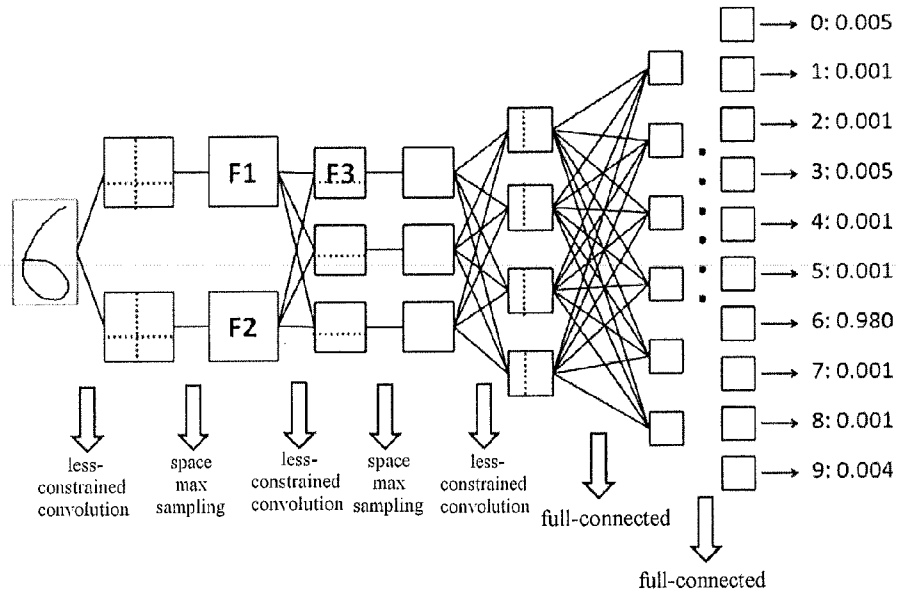 0: 0.005
1: 0.001
2: 0.001
3: 0.005
4: 0.001
5: 0.001
6: 0.980
7: 0.001
8: 0.001
9: 0.004
F1
F3
F2
6
less-
constrained
convolution
space
max
sampling
less-
constrained
convolution
space
max
sampling
less-
constrained
convolution
full-connected
full-connected